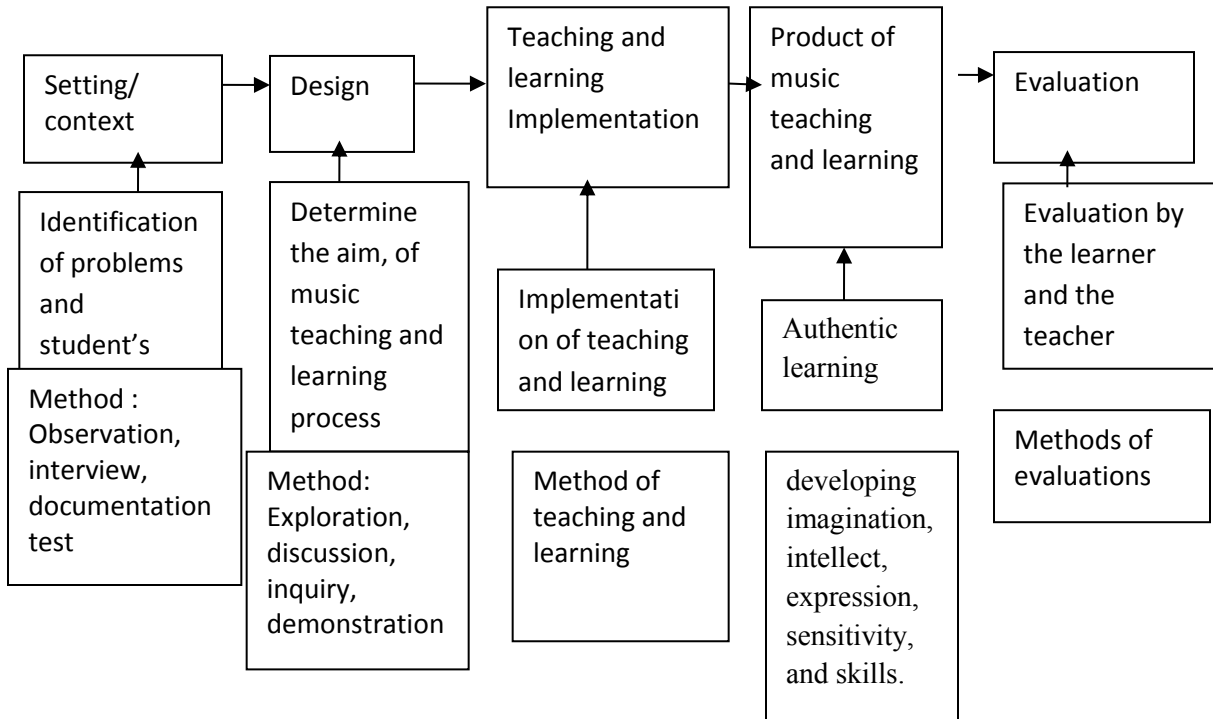 Setting/
context
Design
Teaching and
learning
Implementation
Product of
music
teaching
and learning
Evaluation
Identification
of problems
and
student’s
Determine
the aim, of
music
teaching and
learning
process
Implementati
on of teaching
and learning
Authentic
learning
Evaluation by
the learner
and the
teacher
Method :
Observation,
interview,
documentation
test
Method:
Exploration,
discussion,
inquiry,
demonstration
Method of
teaching and
learning
developing
imagination,
intellect,
expression,
sensitivity,
and skills.
Methods of
evaluations